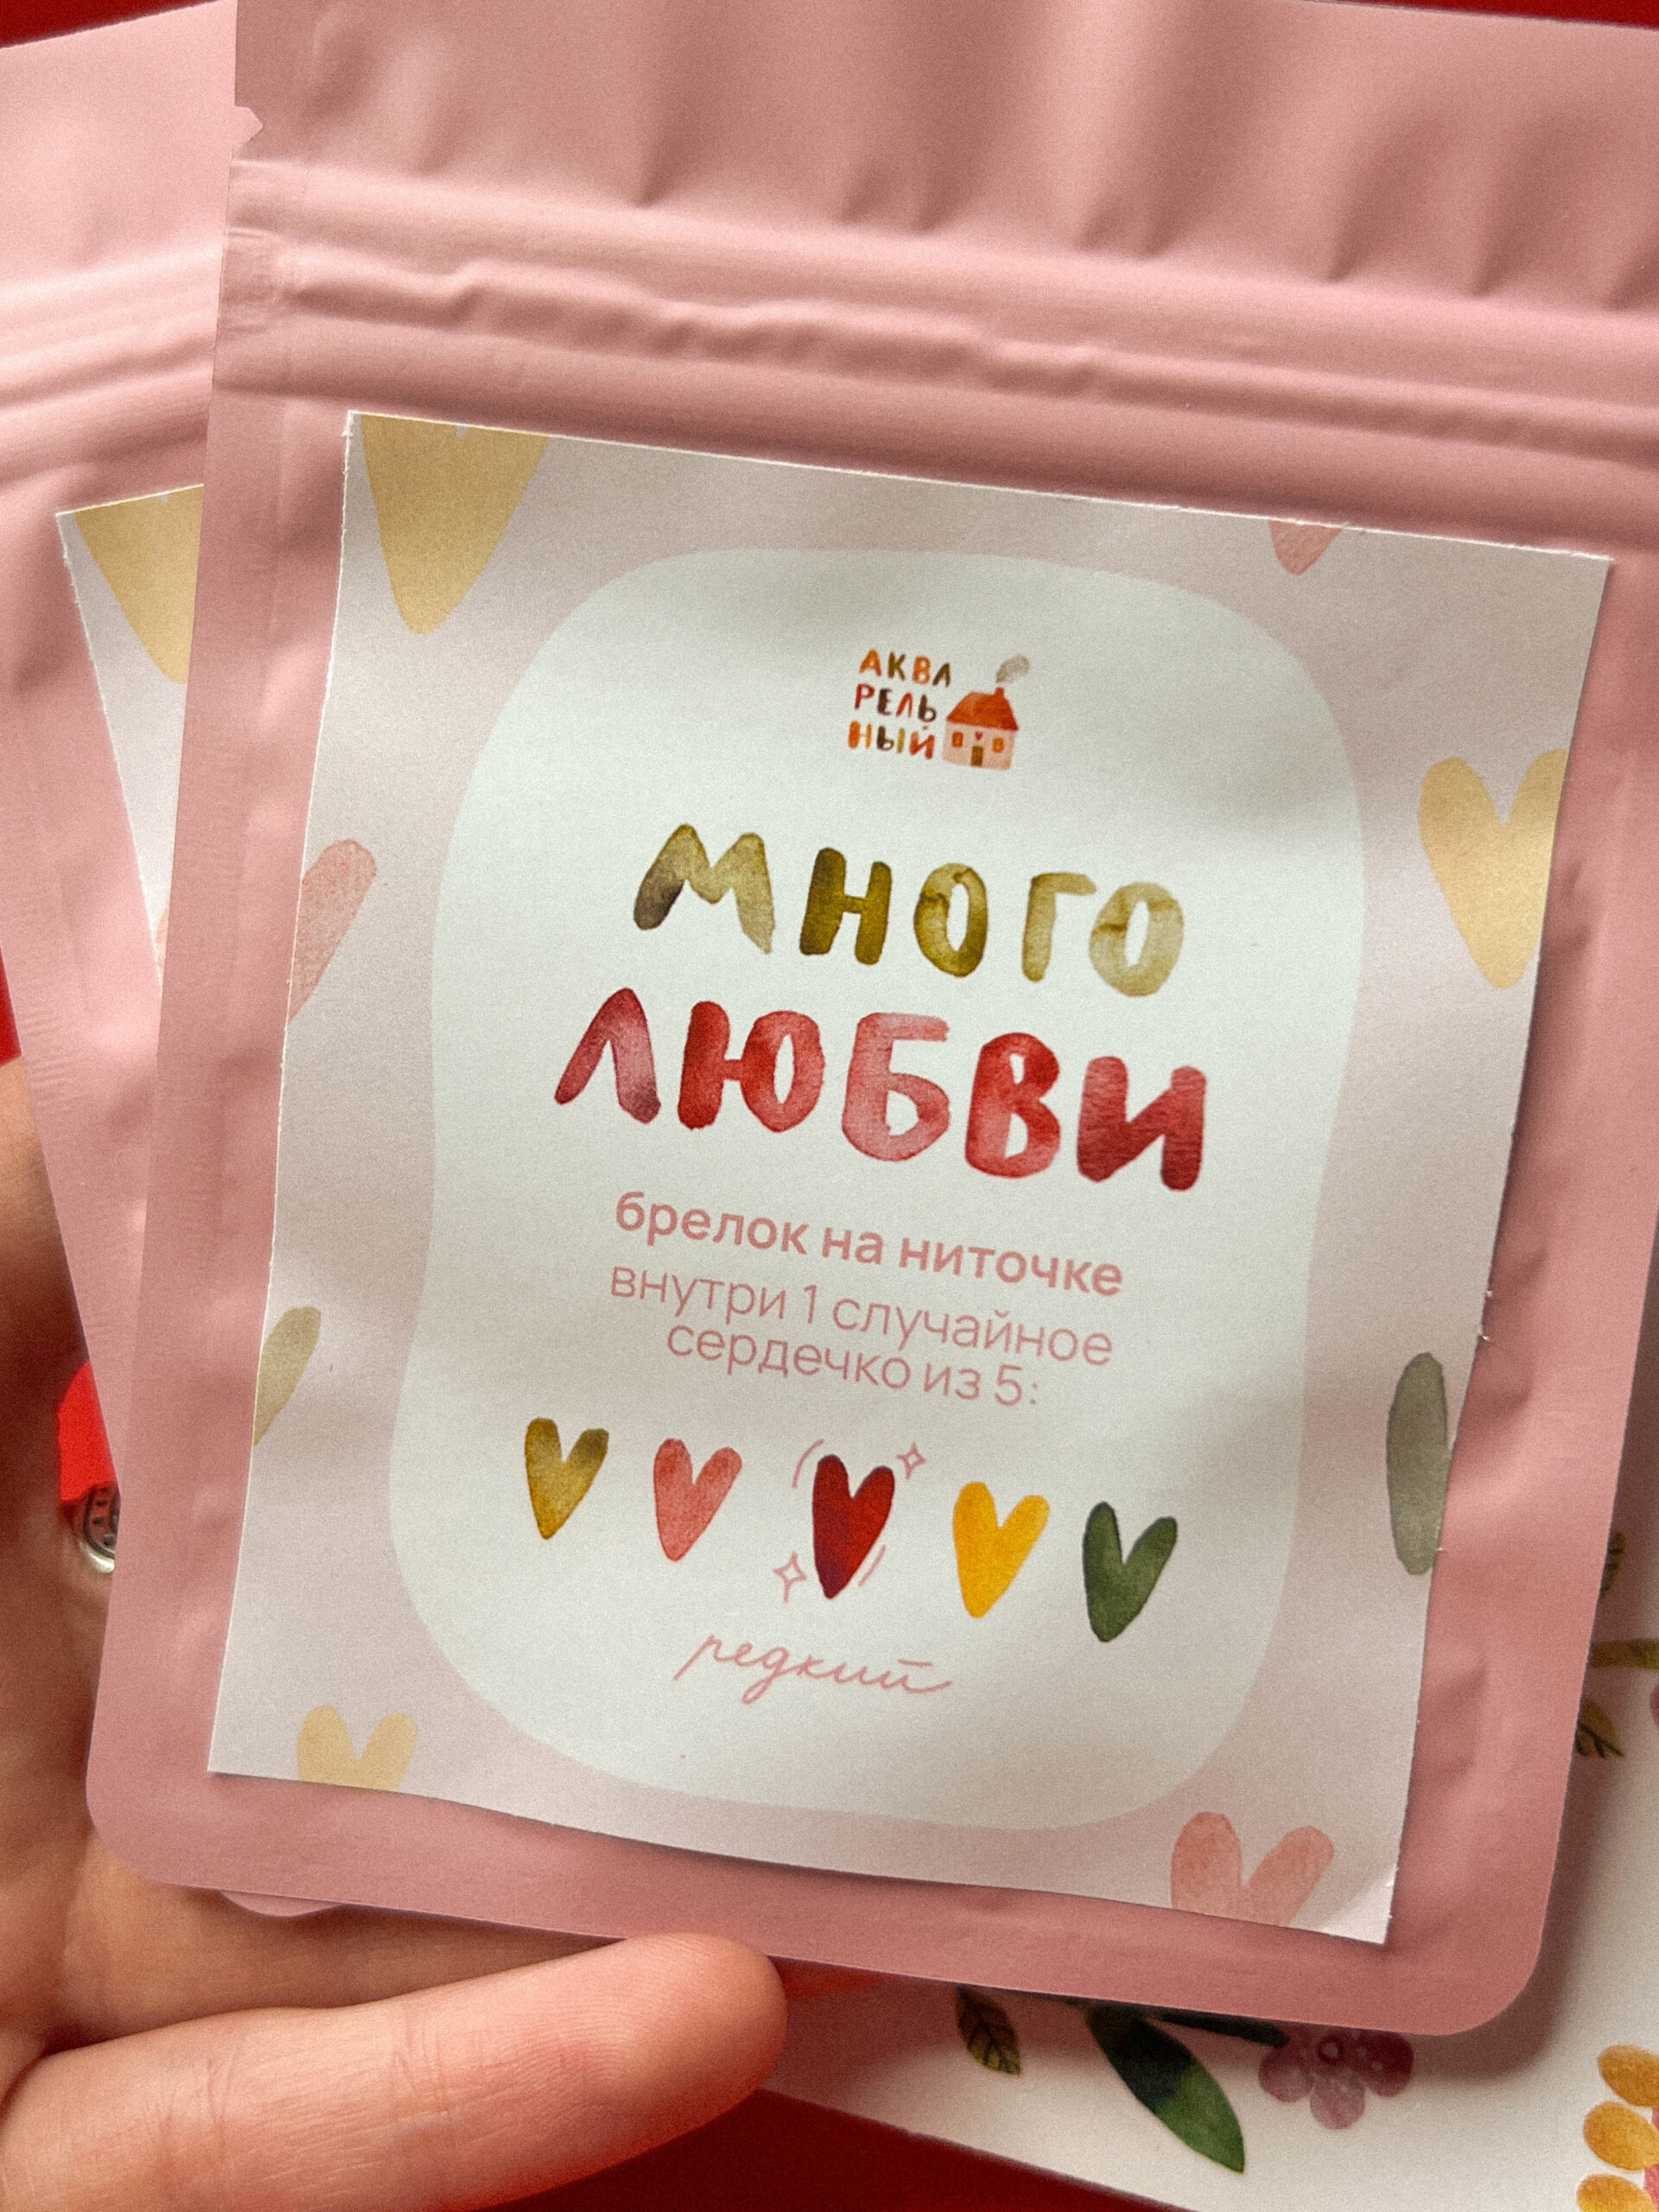 АКВА
РЕЛЬ
НЫЙ
МНОГО
ЛЮБВИ
брелок на ниточке
внутри 1 случайное
сердечко из 5:
редкий